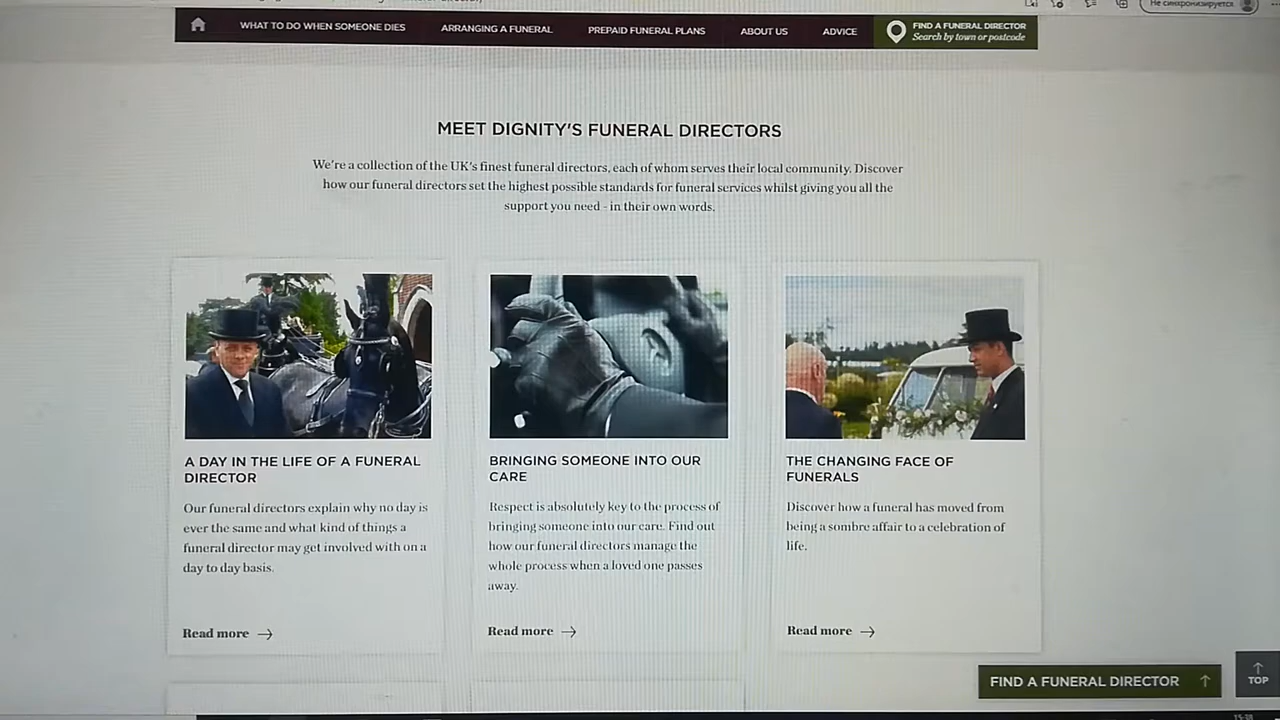 Не синхронизируется
WHAT TO DO WHEN SOMEONE DIES
ARRANGING A FUNERAL
PREPAID FUNERAL PLANS
ABOUT US
ADVICE
FIND A FUNERAL DIRECTOR
Search by town or postcode
MEET DIGNITY'S FUNERAL DIRECTORS
We're a collection of the UK's finest funeral directors, each of whom serves their local community. Discover
how our funeral directors set the highest possible standards for funeral services whilst giving you all the
support you need - in their own words.
A DAY IN THE LIFE OF A FUNERAL
DIRECTOR
Our funeral directors explain why no day is
ever the same and what kind of things a
funeral director may get involved with on a
day to day basis.
Read more
BRINGING SOMEONE INTO OUR
CARE
Respect is absolutely key to the process of
bringing someone into our care. Find out
how our funeral directors manage the
whole process when a loved one passes
away.
Read more
THE CHANGING FACE OF
FUNERALS
Discover how a funeral has moved from
being a sombre affair to a celebration of
life.
Read more
FIND A FUNERAL DIRECTOR
TOP